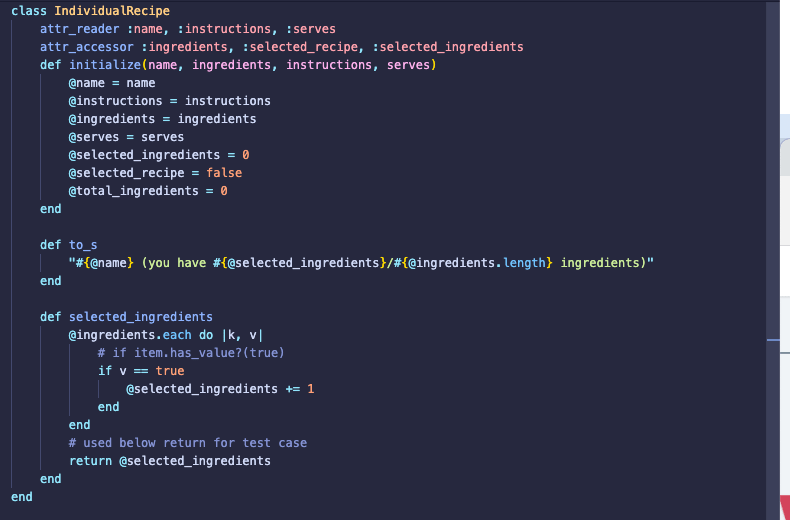 class IndividualRecipe
    attr_reader :name, :instructions, :serves
    attr_accessor :ingredients, :selected_recipe, :selected_ingredients
    def initialize(name, ingredients, instructions, serves)
        @name = name
        @instructions = instructions
        @ingredients = ingredients
        @serves = serves
        @selected_ingredients = 0
        @selected_recipe = false
        @total_ingredients = 0
    end

    def to_s
        "#{@name} (you have #{@selected_ingredients}/#{@ingredients.length} ingredients)"
    end

    def selected_ingredients
        @ingredients.each do |k, v|
            # if item.has_value?(true)
            if v == true
                @selected_ingredients += 1
            end
        end
        # used below return for test case
        return @selected_ingredients
    end
end